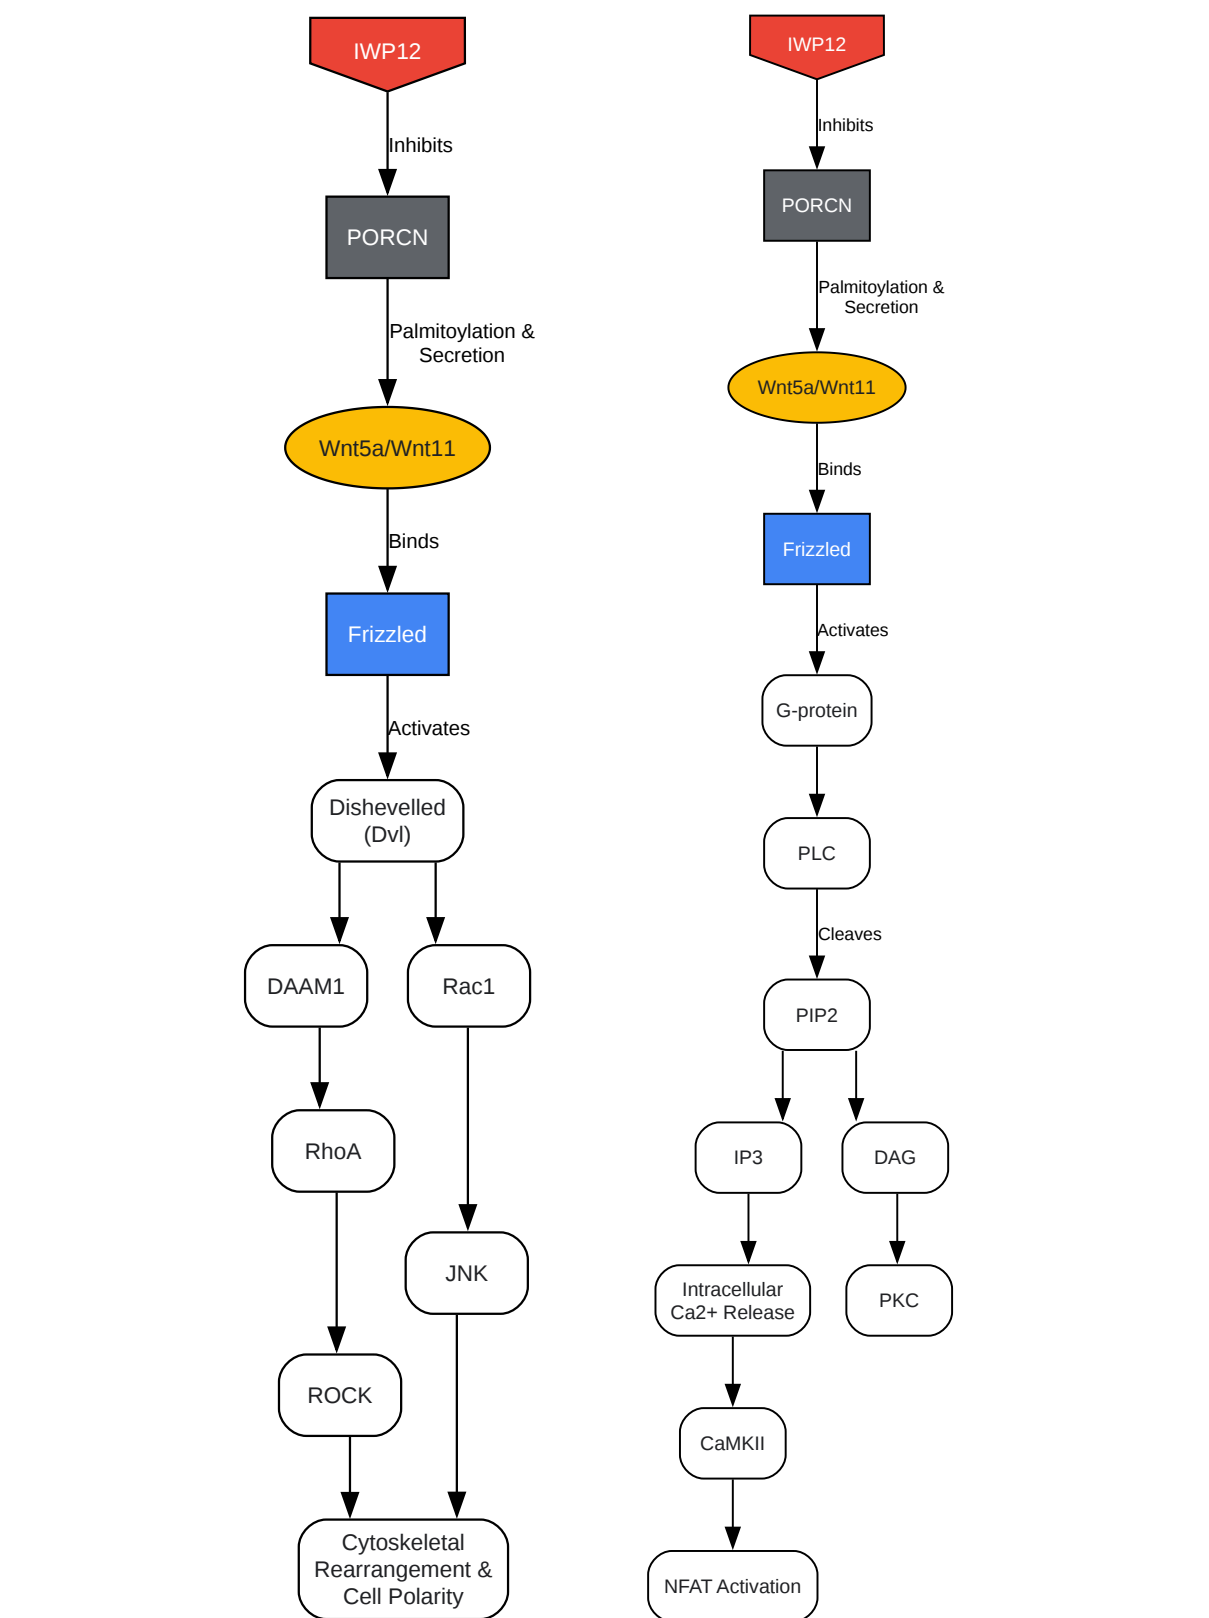 IWP12
Inhibits
PORCN
Palmitoylation &
Secretion
Wnt5a/Wnt11
Binds
Frizzled
Activates
Dishevelled
(Dvl)
DAAM1
Rac1
RhoA
JNK
ROCK
Cytoskeletal
Rearrangement &
Cell Polarity
IWP12
Inhibits
PORCN
Palmitoylation &
Secretion
Wnt5a/Wnt11
Binds
Frizzled
Activates
G-protein
PLC
Cleaves
PIP2
IP3
DAG
Intracellular
Ca2+ Release
PKC
CaMKII
NFAT Activation